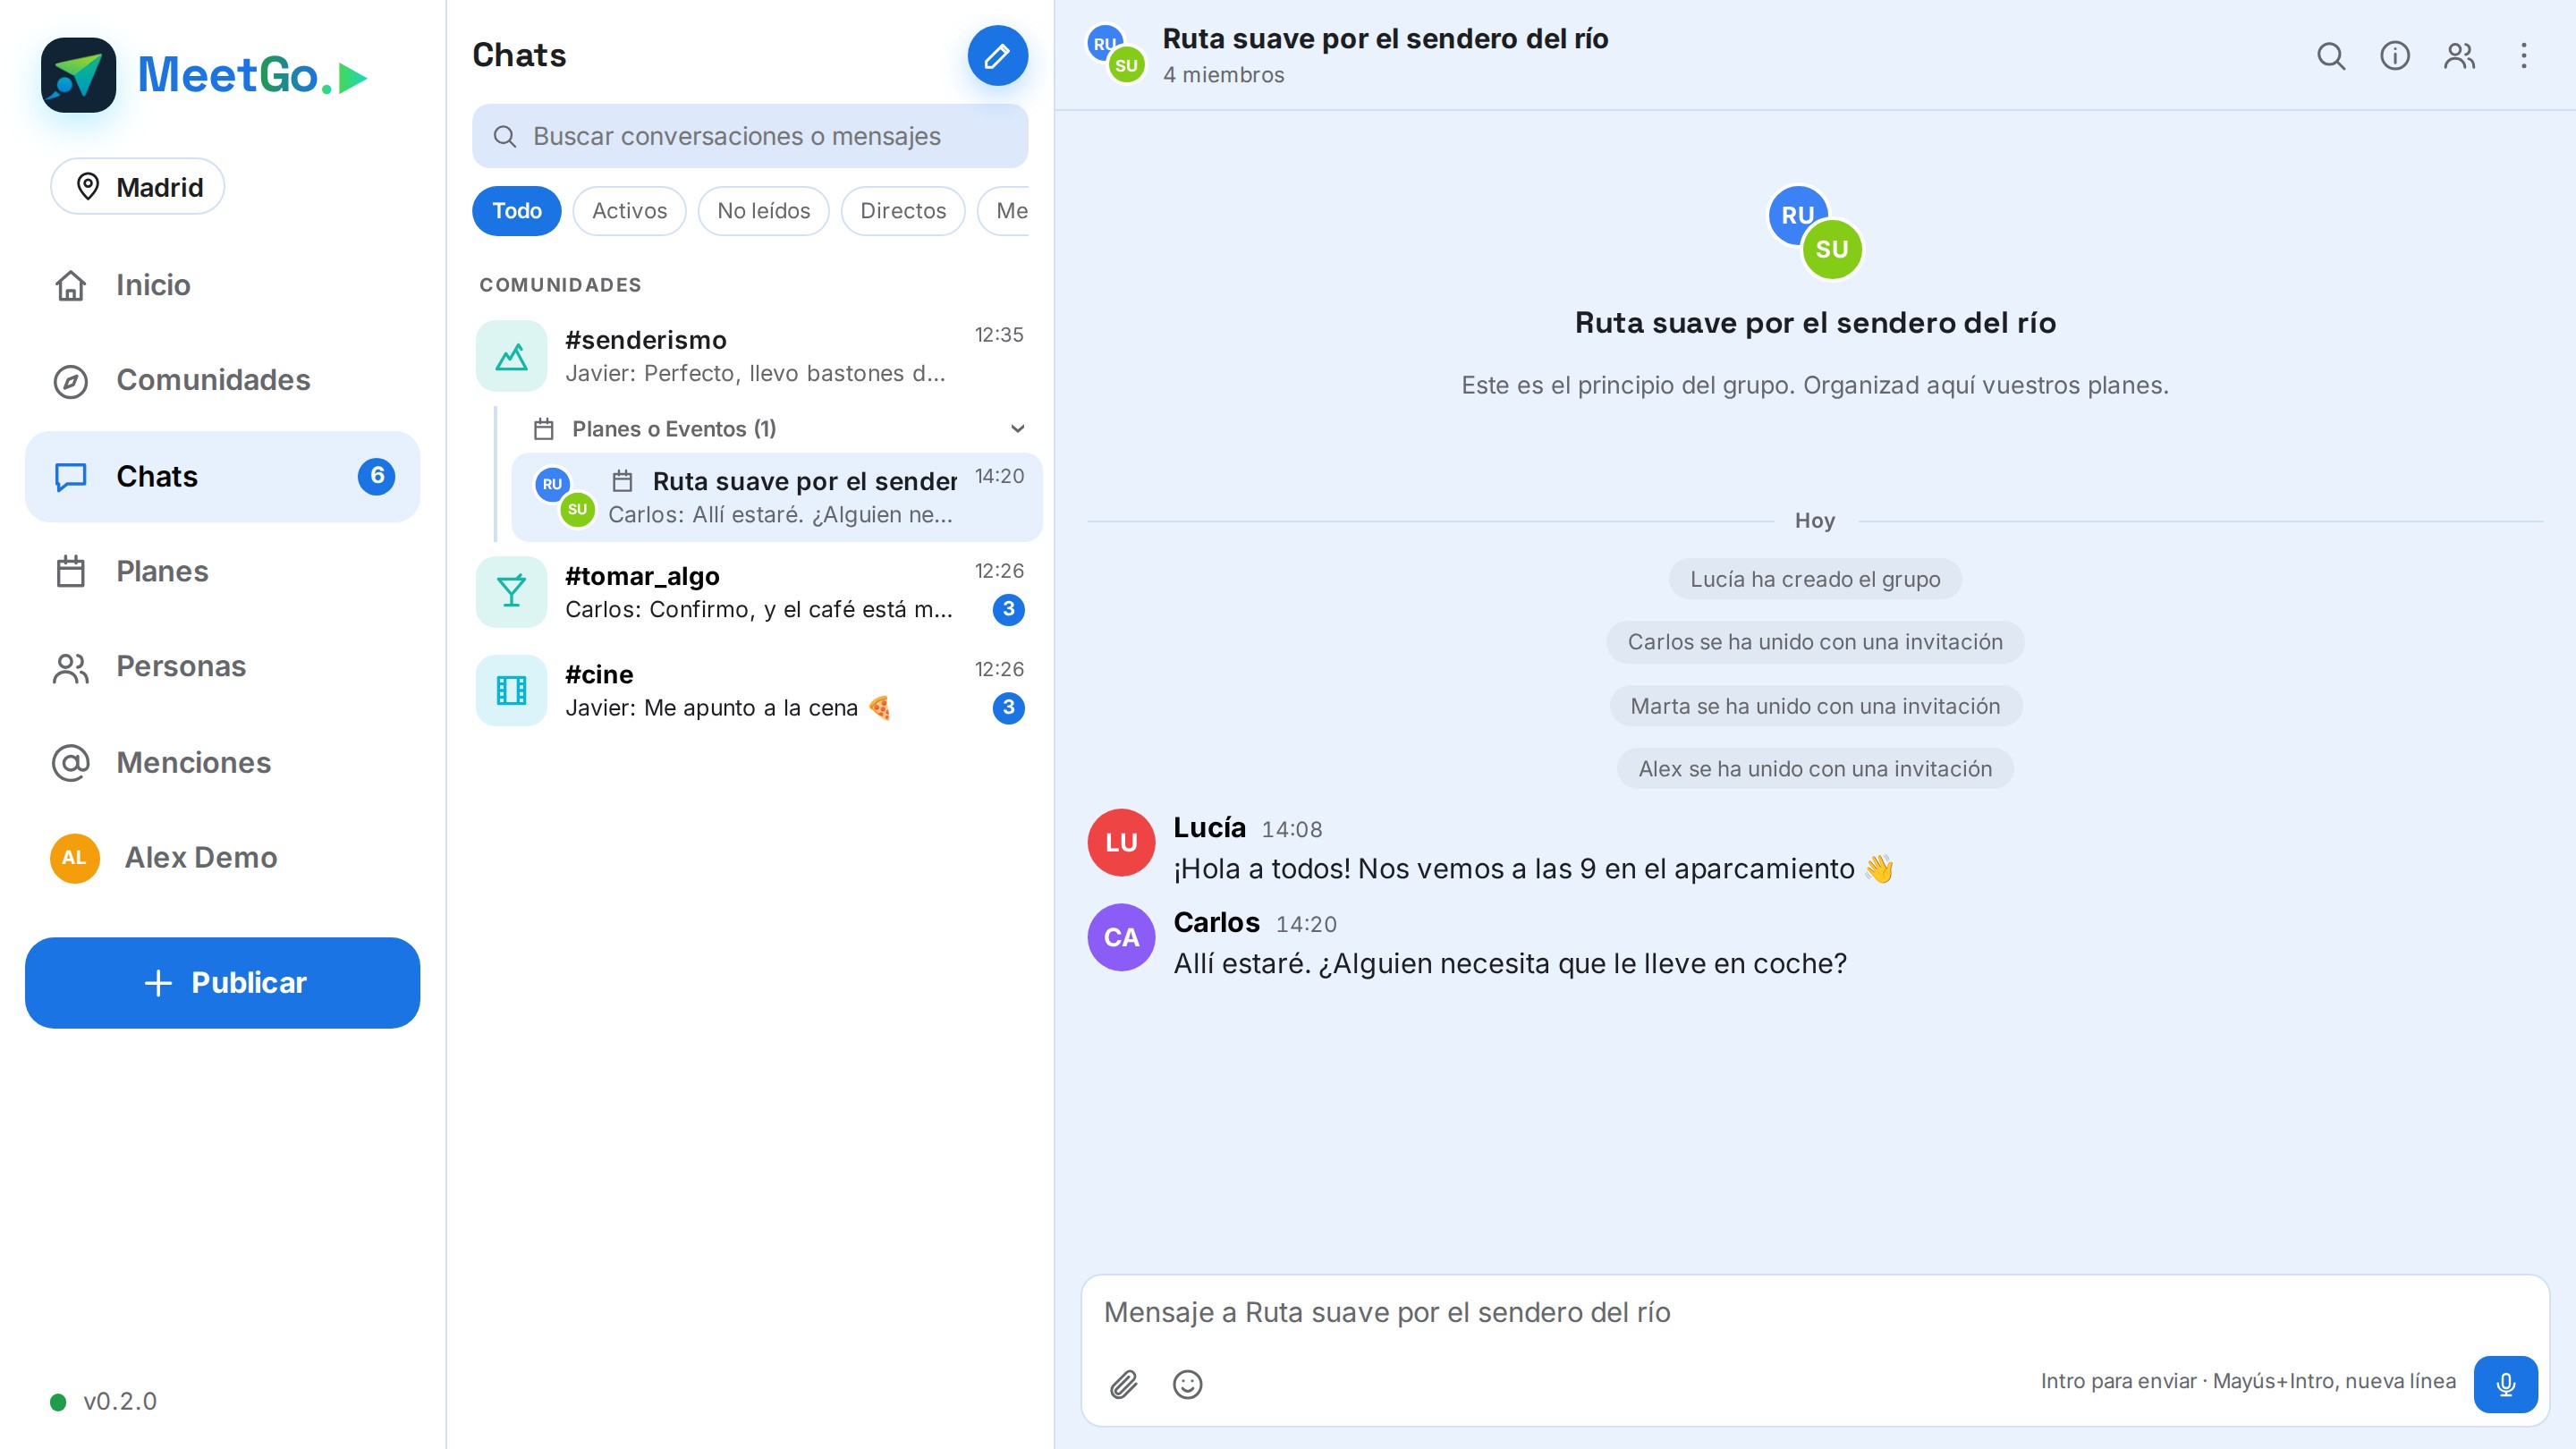 MeetGo.
Madrid
Inicio
Comunidades
Chats
6
Planes
Personas
Menciones
AL
Alex Demo
Publicar
v0.2.0
Chats
Buscar conversaciones o mensajes
Todo
Activos
No leídos
Directos
Me
COMUNIDADES
#senderismo
12:35
Javier: Perfecto, llevo bastones d...
Planes o Eventos (1)
RU
SU
Ruta suave por el sender
14:20
Carlos: Allí estaré. ¿Alguien ne...
#tomar_algo
12:26
Carlos: Confirmo, y el café está m...
3
#cine
12:26
Javier: Me apunto a la cena 🍕
3
RU
SU
Ruta suave por el sendero del río
4 miembros
RU
SU
Ruta suave por el sendero del río
Este es el principio del grupo. Organizad aquí vuestros planes.
Hoy
Lucía ha creado el grupo
Carlos se ha unido con una invitación
Marta se ha unido con una invitación
Alex se ha unido con una invitación
LU
Lucía 14:08
¡Hola a todos! Nos vemos a las 9 en el aparcamiento 👋
CA
Carlos 14:20
Allí estaré. ¿Alguien necesita que le lleve en coche?
Mensaje a Ruta suave por el sendero del río
Intro para enviar · Mayús+Intro, nueva línea